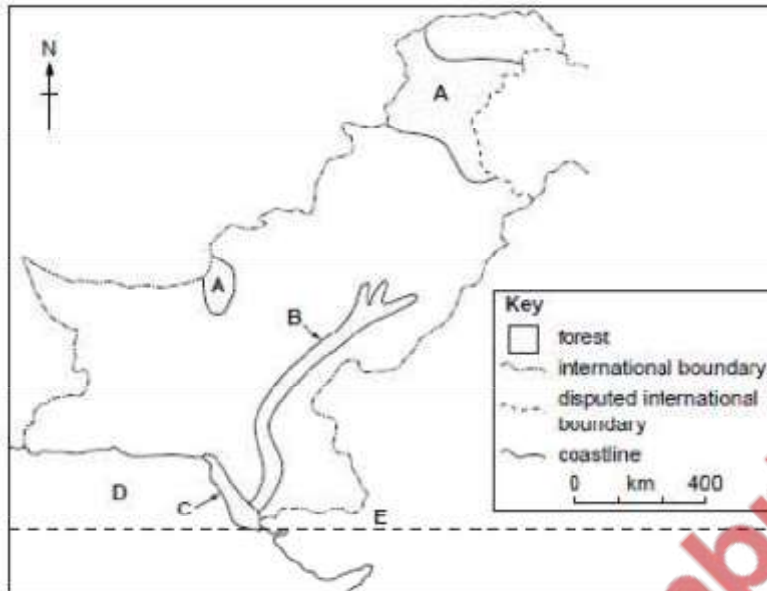 N
A
A
B
Key
forest
international boundary
disputed international
boundary
coastline
0 km 400
D
C
E